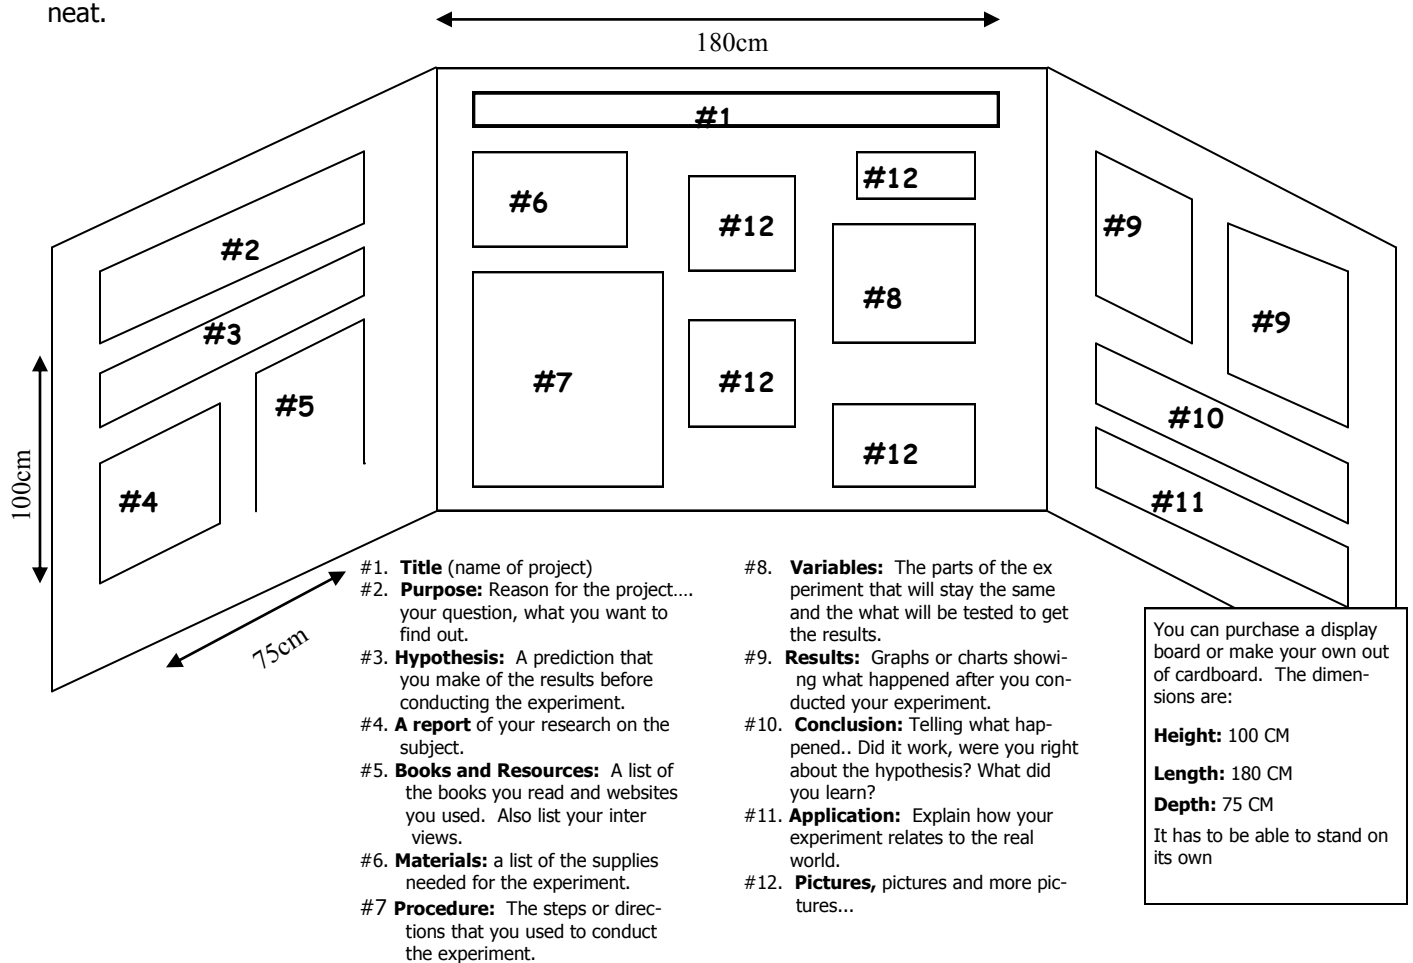 neat.
180cm
#1
#2
#3
#4
#5
#6
#7
#12
#12
#12
#8
#12
#9
#9
#10
#11
100cm
75cm
#1. Title (name of project)
#2. Purpose: Reason for the project....
your question, what you want to
find out.
#3. Hypothesis: A prediction that
you make of the results before
conducting the experiment.
#4. A report of your research on the
subject.
#5. Books and Resources: A list of
the books you read and websites
you used. Also list your inter
views.
#6. Materials: a list of the supplies
needed for the experiment.
#7 Procedure: The steps or direc-
tions that you used to conduct
the experiment.
#8. Variables: The parts of the ex
periment that will stay the same
and the what will be tested to get
the results.
#9. Results: Graphs or charts showi-
ng what happened after you con-
ducted your experiment.
#10. Conclusion: Telling what hap-
pened.. Did it work, were you right
about the hypothesis? What did
you learn?
#11. Application: Explain how your
experiment relates to the real
world.
#12. Pictures, pictures and more pic-
tures...
You can purchase a display
board or make your own out
of cardboard. The dimen-
sions are:
Height: 100 CM
Length: 180 CM
Depth: 75 CM
It has to be able to stand on
its own